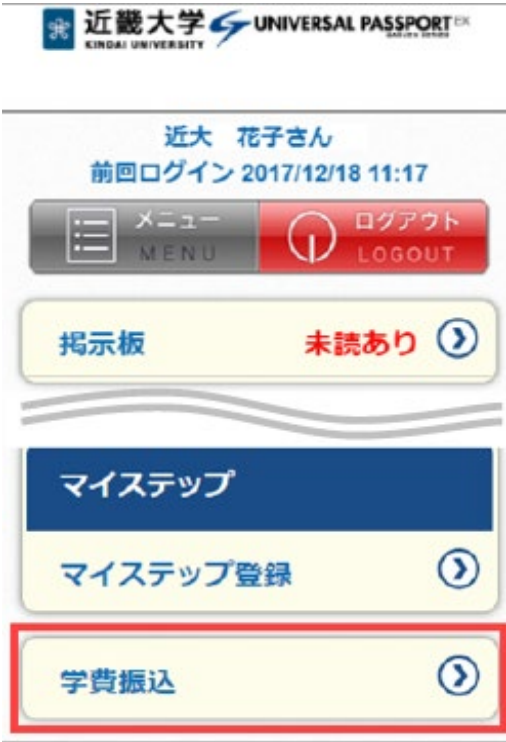 近畿大学 UNIVERSAL PASSPORT EX
KINDAI UNIVERSITY
近大 花子さん
前回ログイン 2017/12/18 11:17
メニュー ログアウト
MENU LOGOUT
掲示板 未読あり
マイステップ
マイステップ登録
学費振込